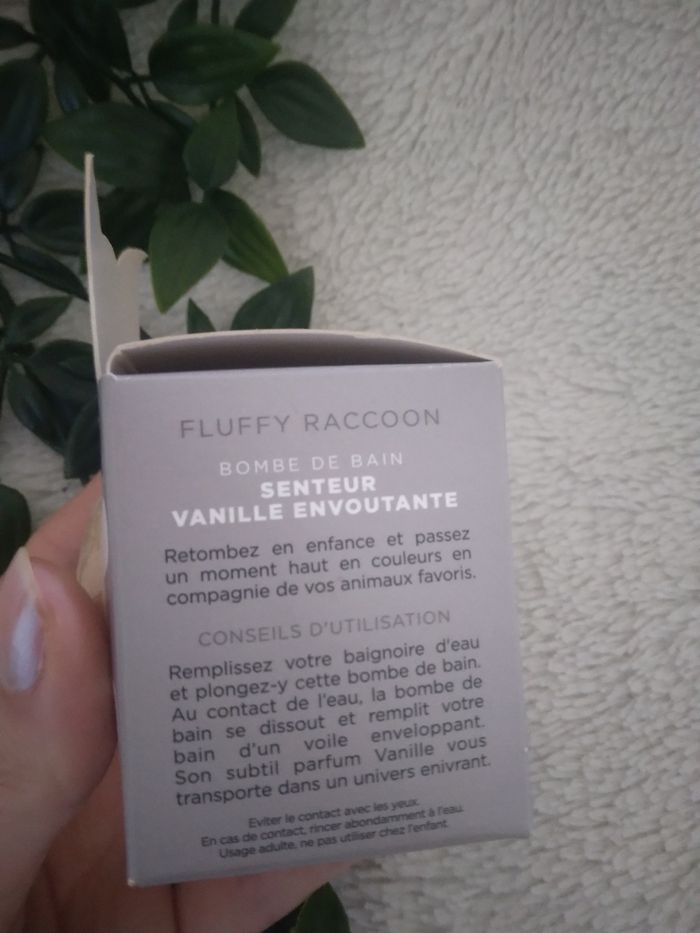 FLUFFY RACCOON
BOMBE DE BAIN
SENTEUR
VANILLE ENVOUTANTE
Retombez en enfance et passez
un moment haut en couleurs en
compagnie de vos animaux favoris.
CONSEILS D'UTILISATION
Remplissez votre baignoire d'eau
et plongez-y cette bombe de bain.
Au contact de l'eau, la bombe de
bain se dissout et remplit votre
bain d'un voile enveloppant.
Son subtil parfum Vanille vous
transporte dans un univers enivrant.
Eviter le contact avec les yeux.
En cas de contact, rincer abondamment à l'eau.
Usage adulte, ne pas utiliser chez l'enfant.